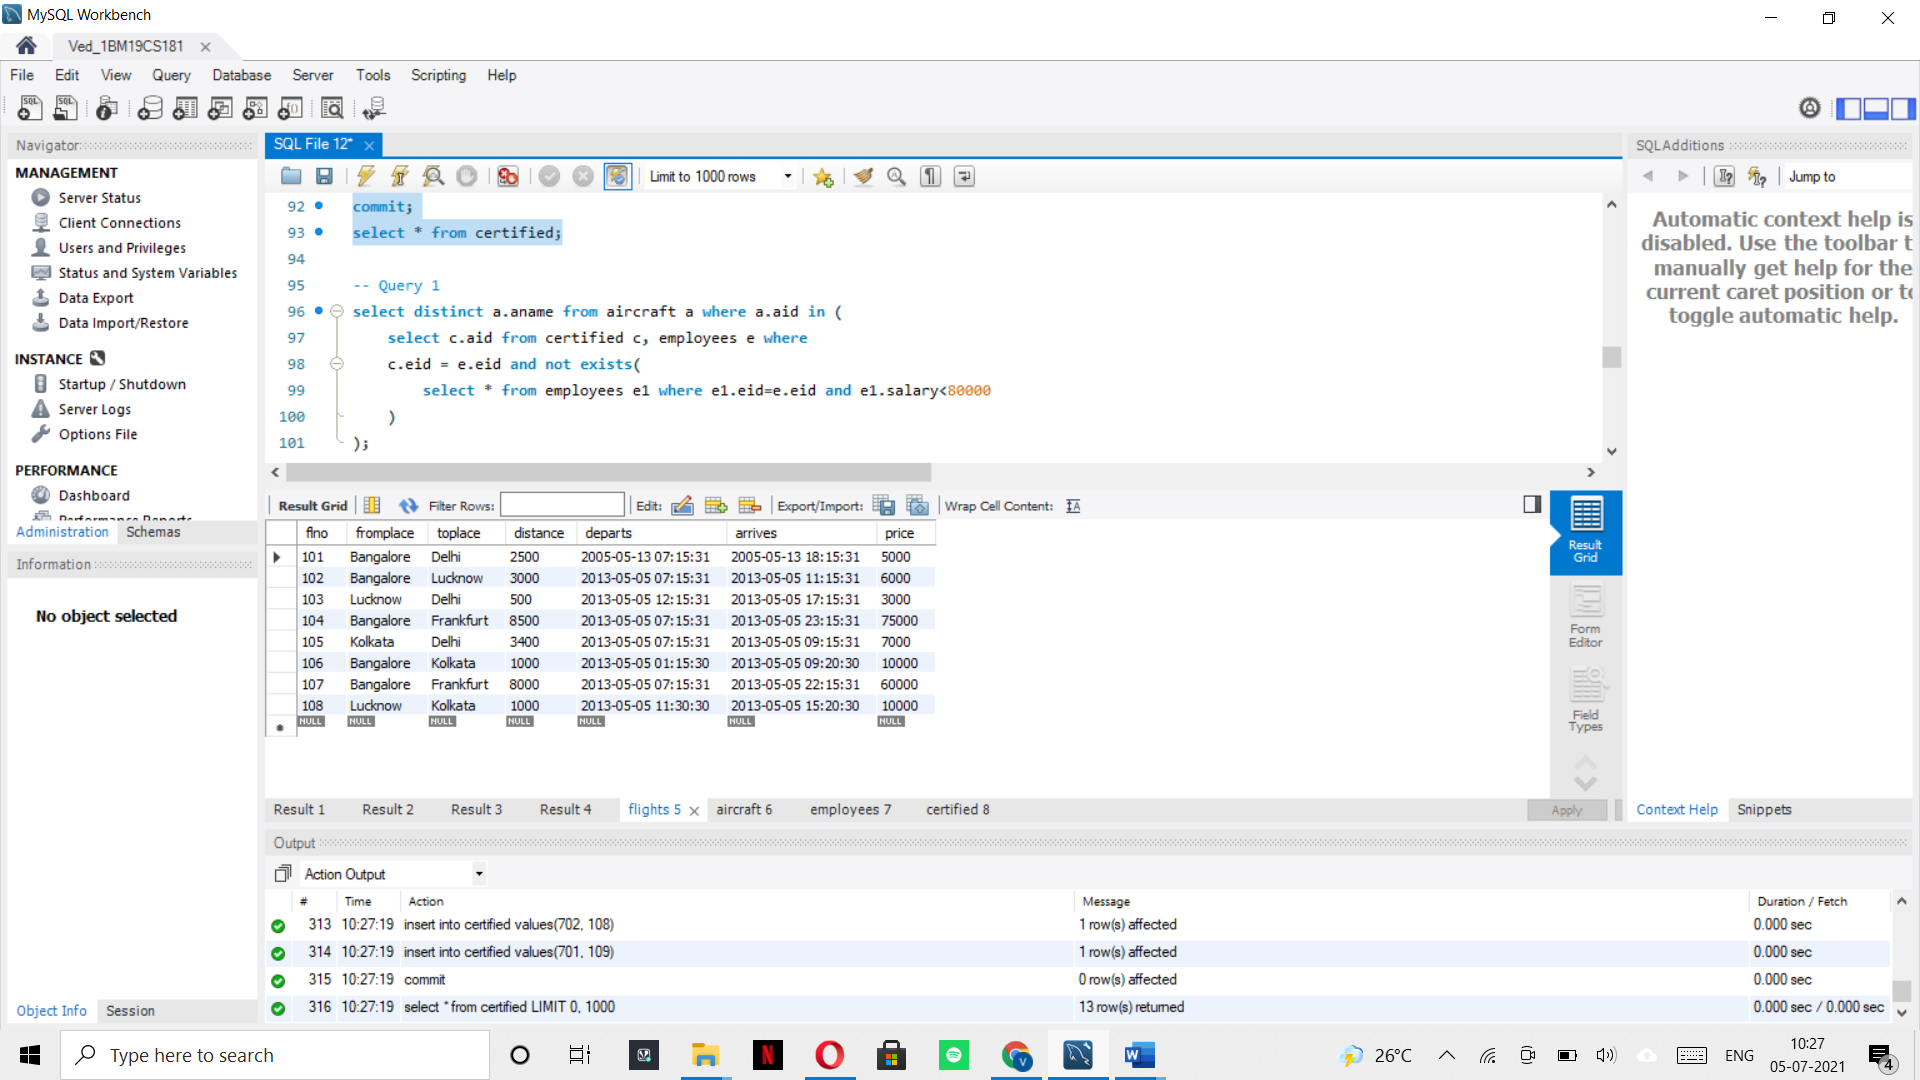 MySQL Workbench
Ved_1BM19CS181
File Edit View Query Database Server Tools Scripting Help
Navigator
MANAGEMENT
Server Status
Client Connections
Users and Privileges
Status and System Variables
Data Export
Data Import/Restore
INSTANCE
Startup / Shutdown
Server Logs
Options File
PERFORMANCE
Dashboard
Performance Reports
Administration Schemas
Information
No object selected
Object Info Session
SQL File 12*
Limit to 1000 rows
92 commit;
93 select * from certified;
94
95 -- Query 1
96 select distinct a.aname from aircraft a where a.aid in (
97 select c.aid from certified c, employees e where
98 c.eid = e.eid and not exists(
99 select * from employees e1 where e1.eid=e.eid and e1.salary<80000
100 )
101 );
Result Grid Filter Rows: Edit: Export/Import: Wrap Cell Content:
flno fromplace toplace distance departs arrives price
101 Bangalore Delhi 2500 2005-05-13 07:15:31 2005-05-13 18:15:31 5000
102 Bangalore Lucknow 3000 2013-05-05 07:15:31 2013-05-05 11:15:31 6000
103 Lucknow Delhi 500 2013-05-05 12:15:31 2013-05-05 17:15:31 3000
104 Bangalore Frankfurt 8500 2013-05-05 07:15:31 2013-05-05 23:15:31 75000
105 Kolkata Delhi 3400 2013-05-05 07:15:31 2013-05-05 09:15:31 7000
106 Bangalore Kolkata 1000 2013-05-05 01:15:30 2013-05-05 09:20:30 10000
107 Bangalore Frankfurt 8000 2013-05-05 07:15:31 2013-05-05 22:15:31 60000
108 Lucknow Kolkata 1000 2013-05-05 11:30:30 2013-05-05 15:20:30 10000
NULL NULL NULL NULL NULL NULL NULL
Result Grid
Form Editor
Field Types
Result 1 Result 2 Result 3 Result 4 flights 5 aircraft 6 employees 7 certified 8
Apply
SQLAdditions
Jump to
Automatic context help is
disabled. Use the toolbar t
manually get help for the
current caret position or to
toggle automatic help.
Context Help Snippets
Output
Action Output
# Time Action Message Duration / Fetch
313 10:27:19 insert into certified values(702, 108) 1 row(s) affected 0.000 sec
314 10:27:19 insert into certified values(701, 109) 1 row(s) affected 0.000 sec
315 10:27:19 commit 0 row(s) affected 0.000 sec
316 10:27:19 select * from certified LIMIT 0, 1000 13 row(s) returned 0.000 sec / 0.000 sec
Type here to search
26°C
ENG
10:27
05-07-2021
4